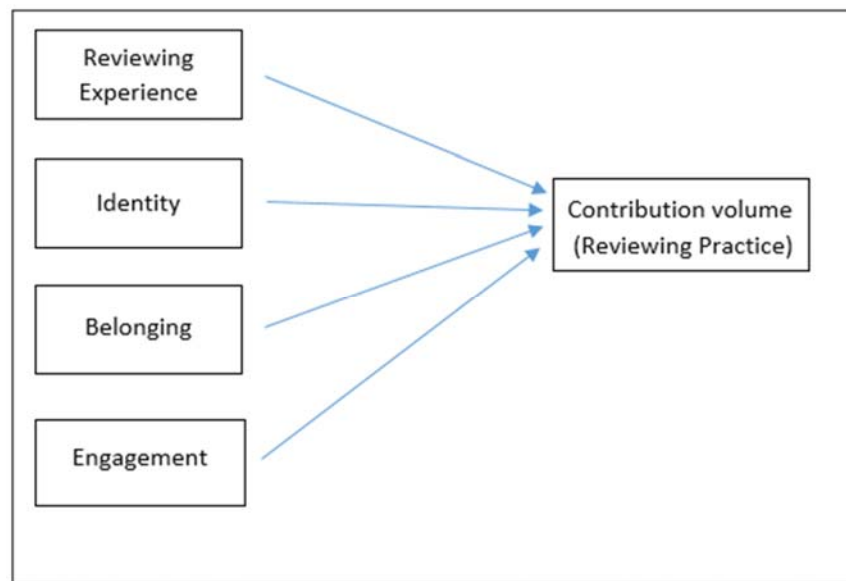 Reviewing
Experience
Identity
Belonging
Engagement
Contribution volume
(Reviewing Practice)